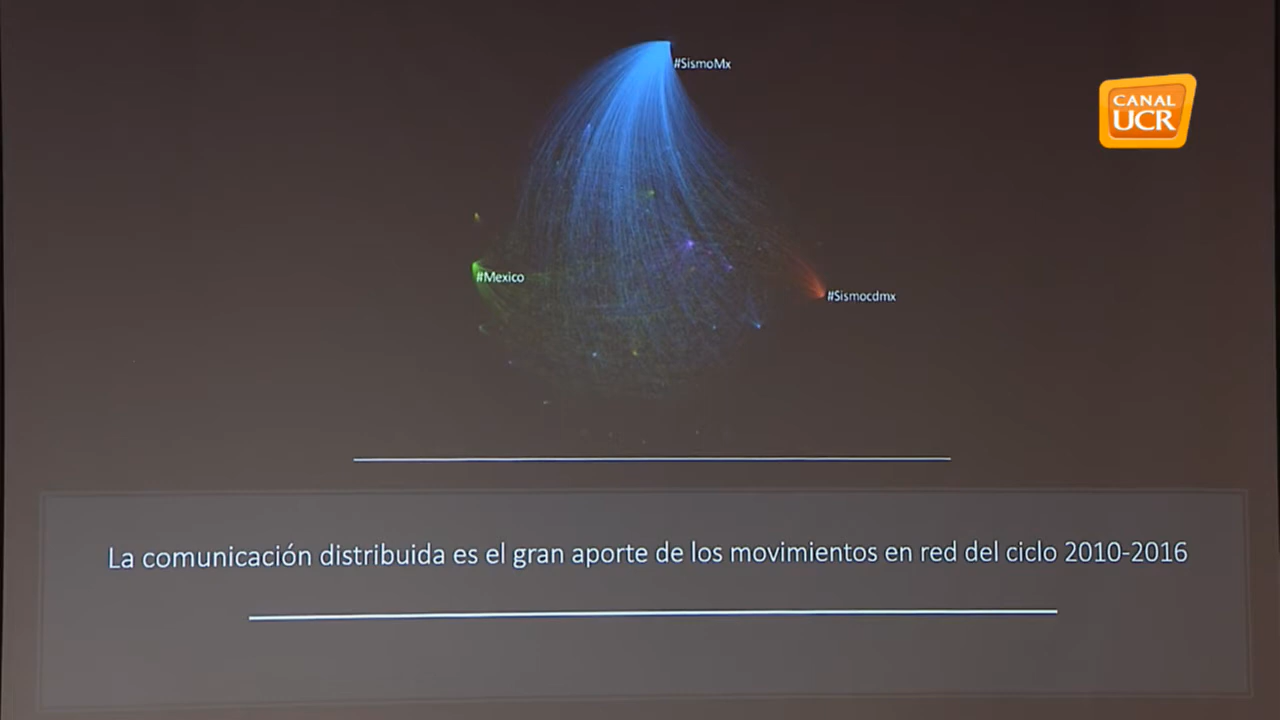 #SismoMx
CANAL
UCR
#Mexico
#Sismocdmx
La comunicación distribuida es el gran aporte de los movimientos en red del ciclo 2010-2016